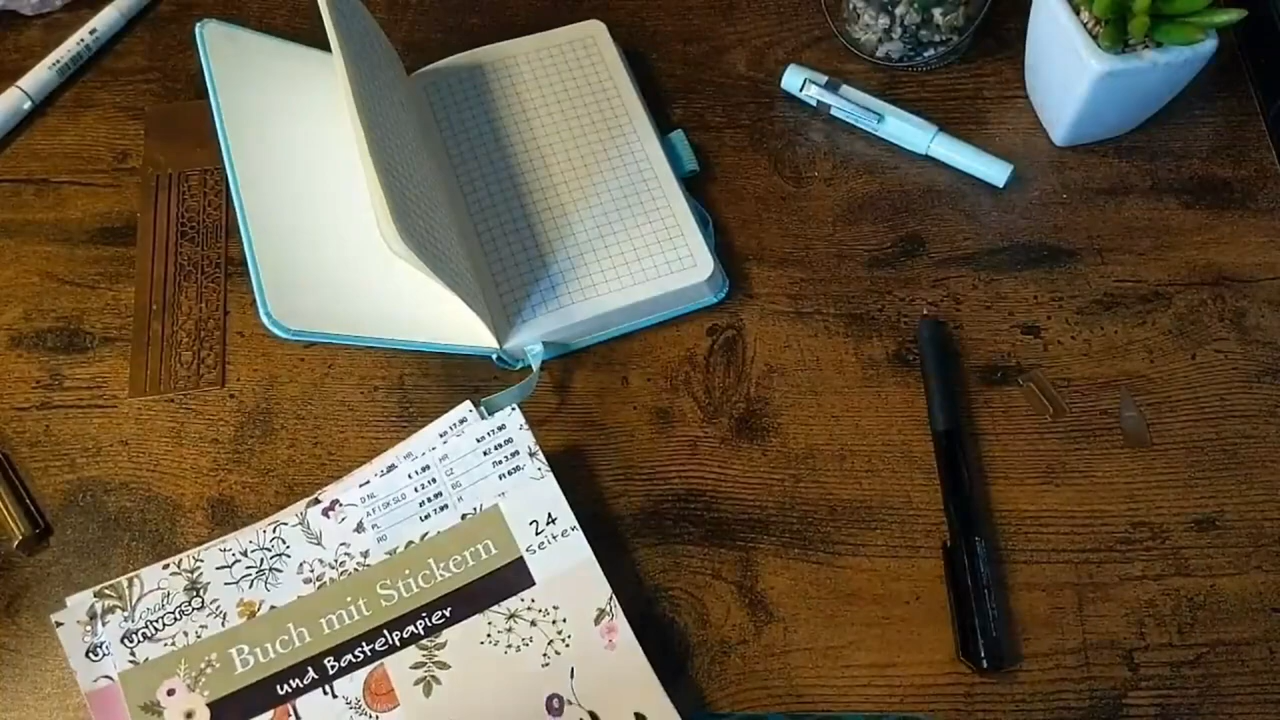 kn 17.90
HR
kn 17.90
HR
Kč 49.00
CZ
Лв 3.99
BG
Ft 630,-
H
€ 1.99
D NL
€ 2.19
A F I SK SLO
zł 8.99
PL
Lei 7.99
RO
24
Seiten
craft
universe
Buch mit Stickern
und Bastelpapier